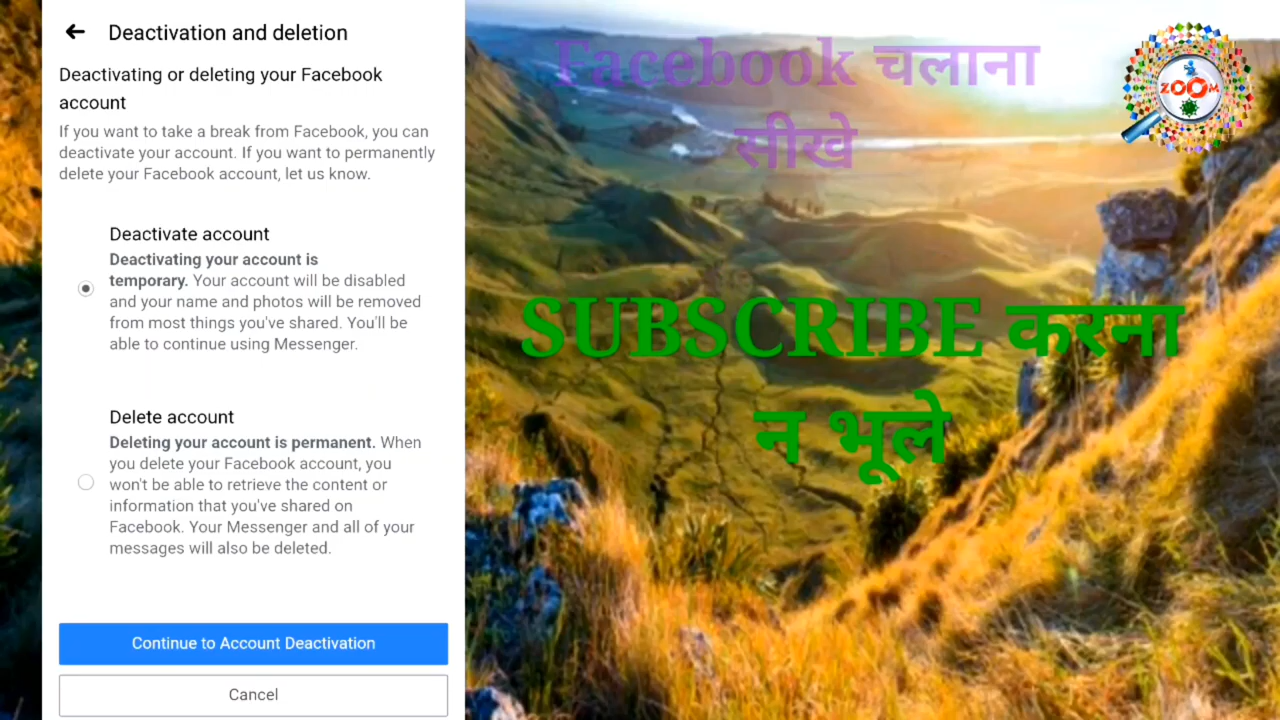 Deactivation and deletion
Deactivating or deleting your Facebook
account
If you want to take a break from Facebook, you can
deactivate your account. If you want to permanently
delete your Facebook account, let us know.
Deactivate account
Deactivating your account is
temporary. Your account will be disabled
and your name and photos will be removed
from most things you've shared. You'll be
able to continue using Messenger.
Delete account
Deleting your account is permanent. When
you delete your Facebook account, you
won't be able to retrieve the content or
information that you've shared on
Facebook. Your Messenger and all of your
messages will also be deleted.
Continue to Account Deactivation
Cancel
Facebook चलाना
सीखे
SUBSCRIBE करना
न भूले
ZOOM